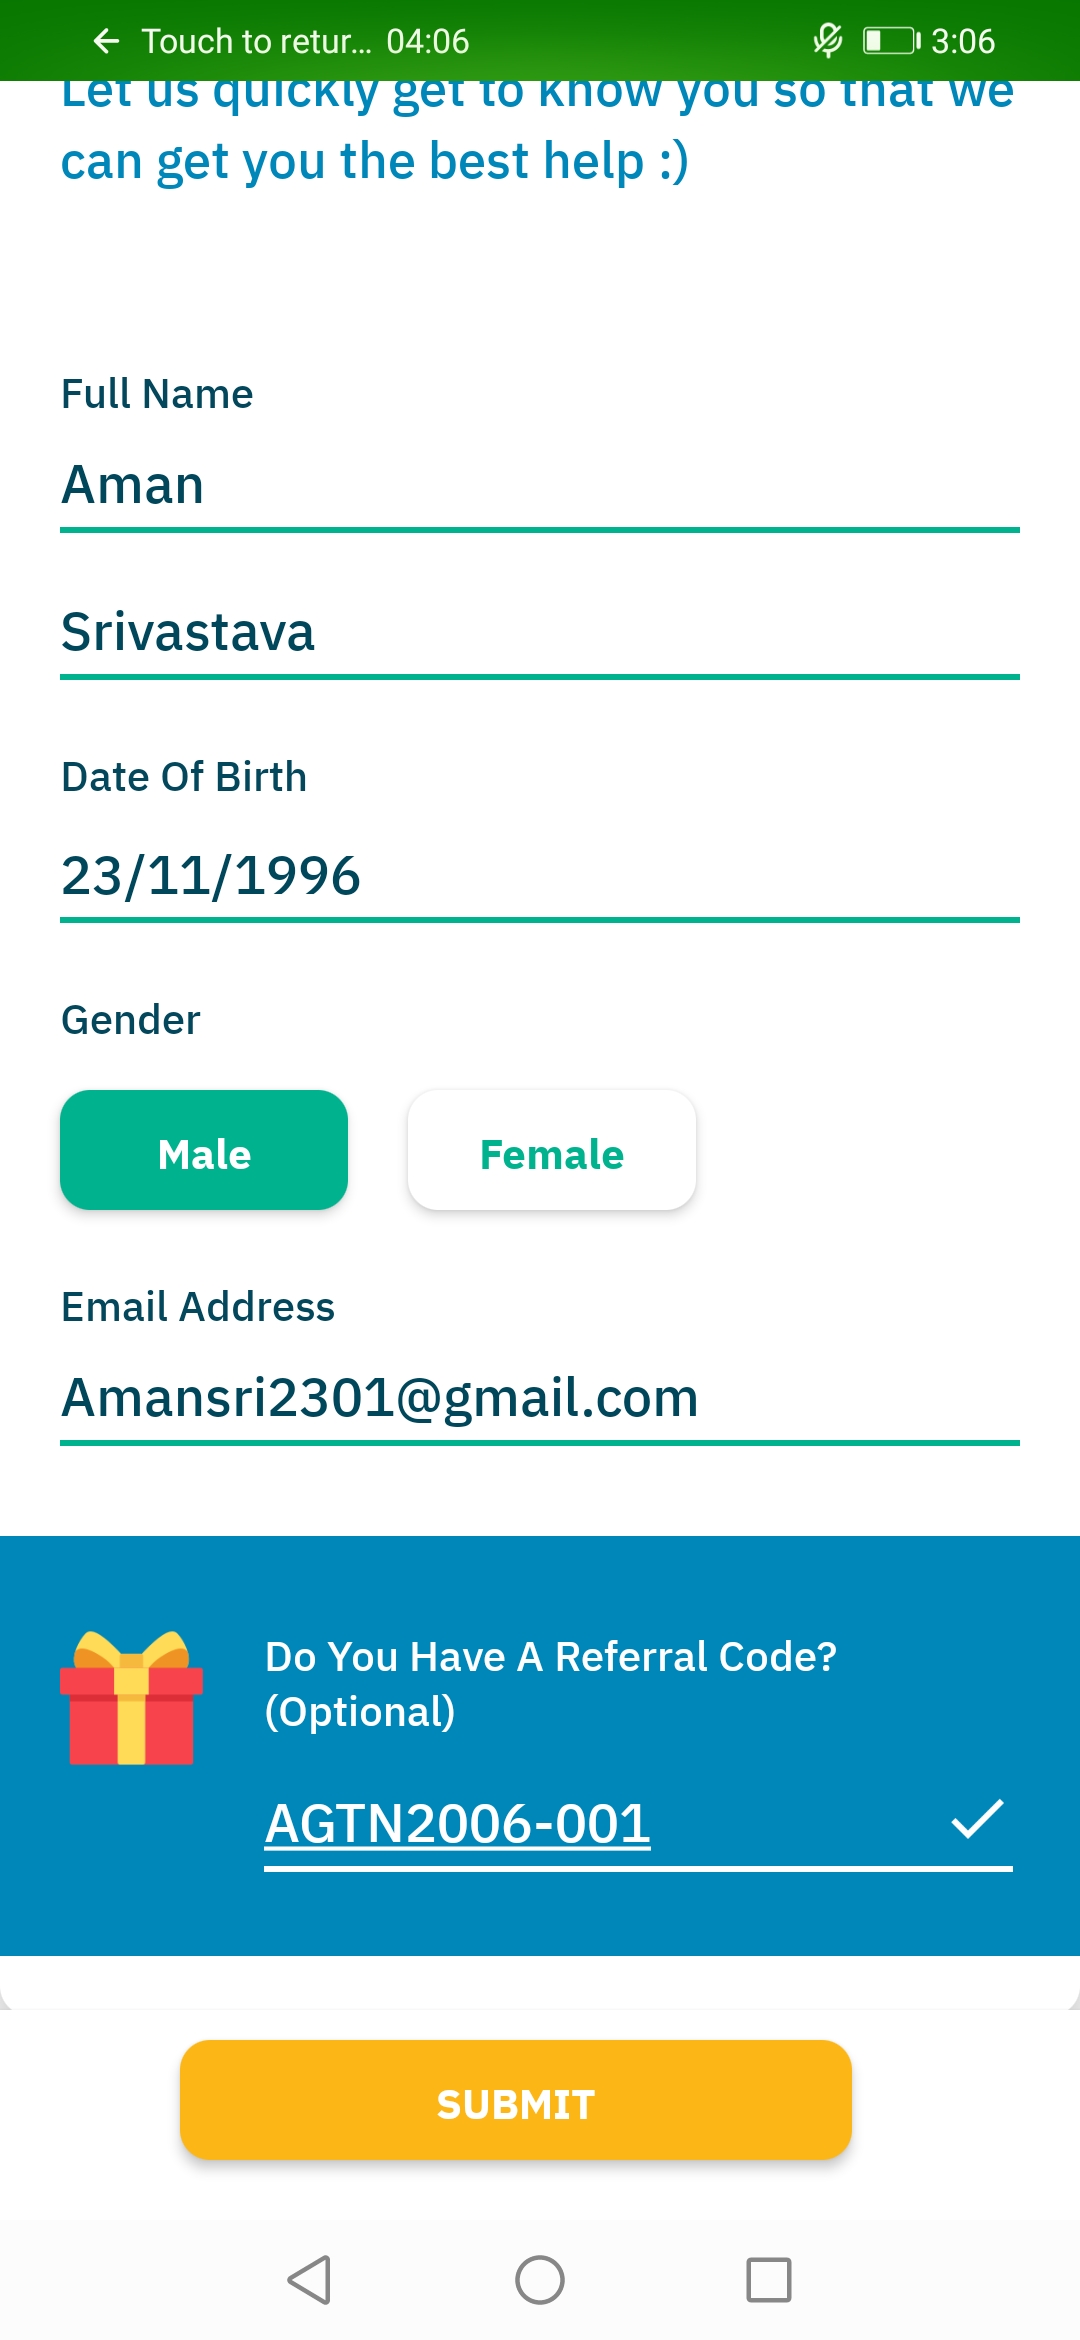 Touch to retur... 04:06 3:06
Let us quickly get to know you so that we
can get you the best help :)
Full Name
Aman
Srivastava
Date Of Birth
23/11/1996
Gender
Male Female
Email Address
Amansri2301@gmail.com
Do You Have A Referral Code?
(Optional)
AGTN2006-001
SUBMIT